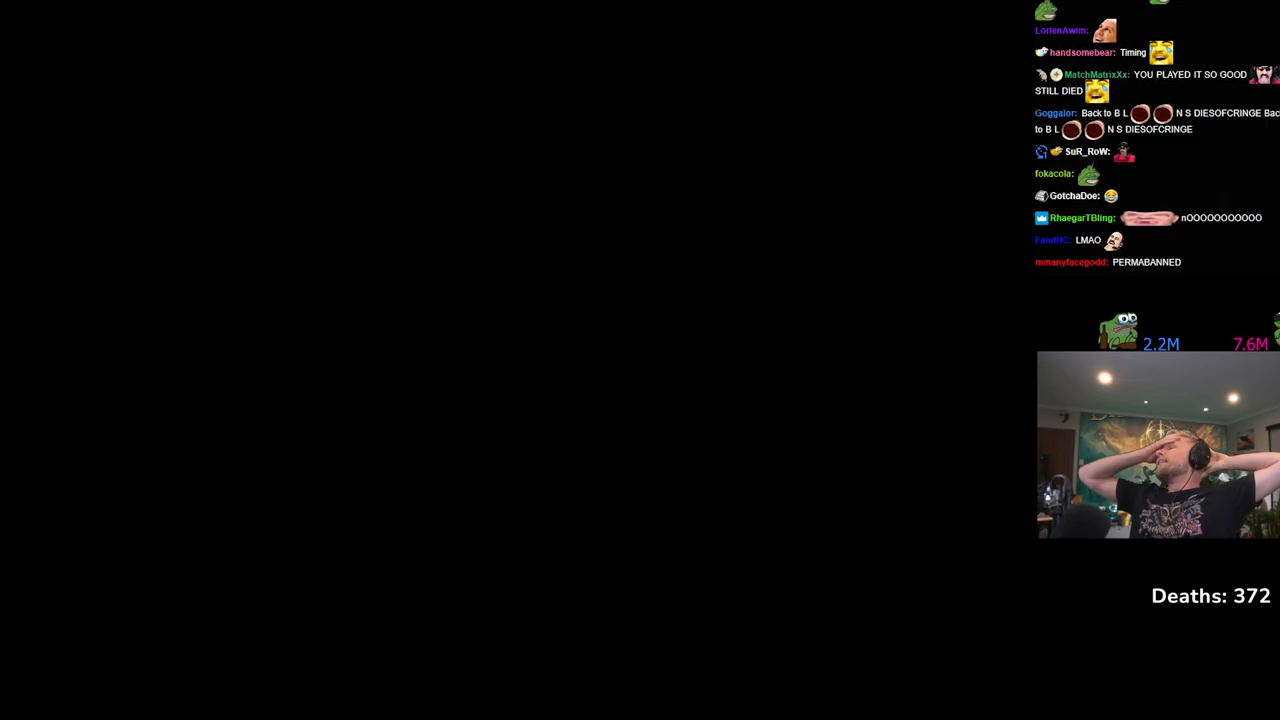 LorienAwim:
handsomebear: Timing
MatchMatrixXx: YOU PLAYED IT SO GOOD
STILL DIED
Goggalor: Back to B L N S DIESOFCRINGE Bac
to B L N S DIESOFCRINGE
SuR_RoW:
fokacola:
GotchaDoe:
RhaegarTBling: nOOOOOOOOOOO
FamiliHC: LMAO
mmanyfacegodd: PERMABANNED
2.2M 7.6M
Deaths: 372